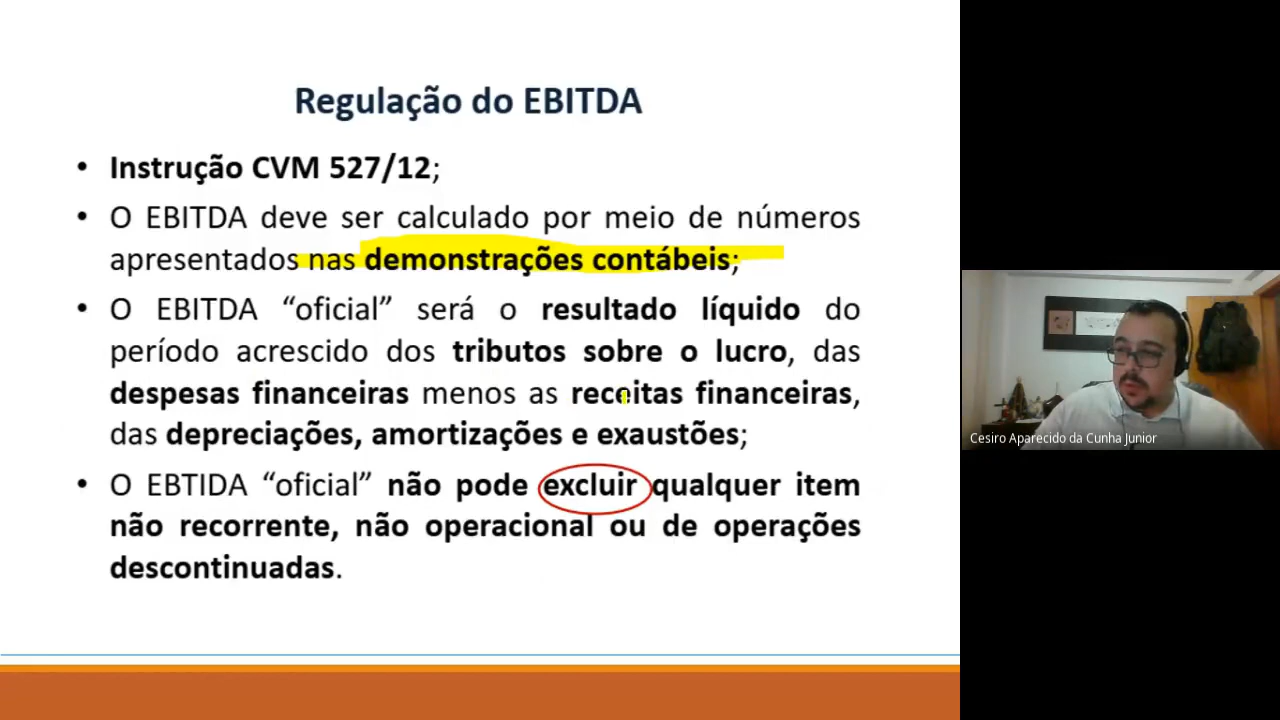 Regulação do EBITDA
• Instrução CVM 527/12;
• O EBITDA deve ser calculado por meio de números
apresentados nas demonstrações contábeis;
• O EBITDA “oficial” será o resultado líquido do
período acrescido dos tributos sobre o lucro, das
despesas financeiras menos as receitas financeiras,
das depreciações, amortizações e exaustões;
• O EBTIDA “oficial” não pode excluir qualquer item
não recorrente, não operacional ou de operações
descontinuadas.
Cesiro Aparecido da Cunha Junior